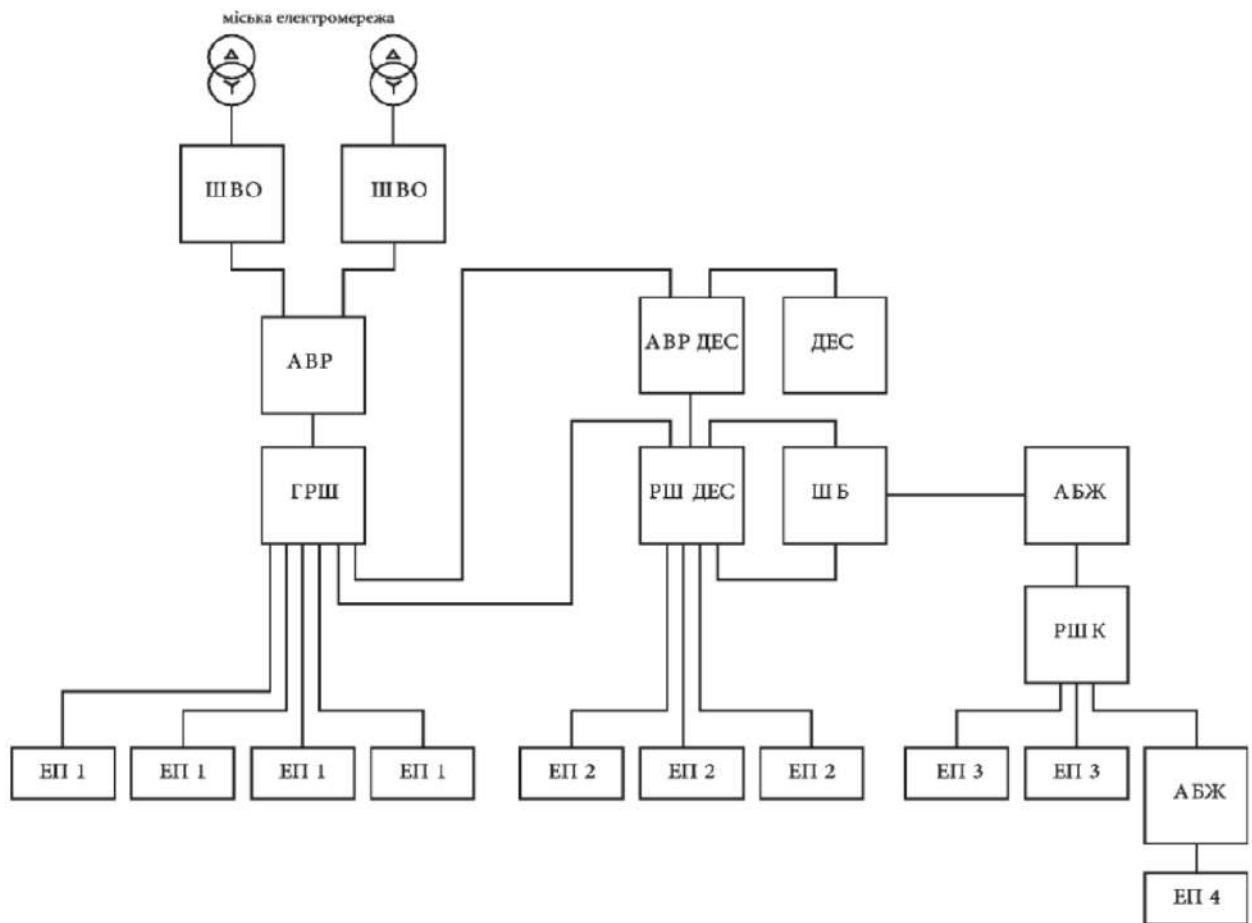 міська електромережа
ШВО
ШВО
АВР
АВР ДЕС
ДЕС
ГРШ
РШ ДЕС
ШБ
АБЖ
РШК
ЕП 1
ЕП 1
ЕП 1
ЕП 1
ЕП 2
ЕП 2
ЕП 2
ЕП 3
ЕП 3
АБЖ
ЕП 4